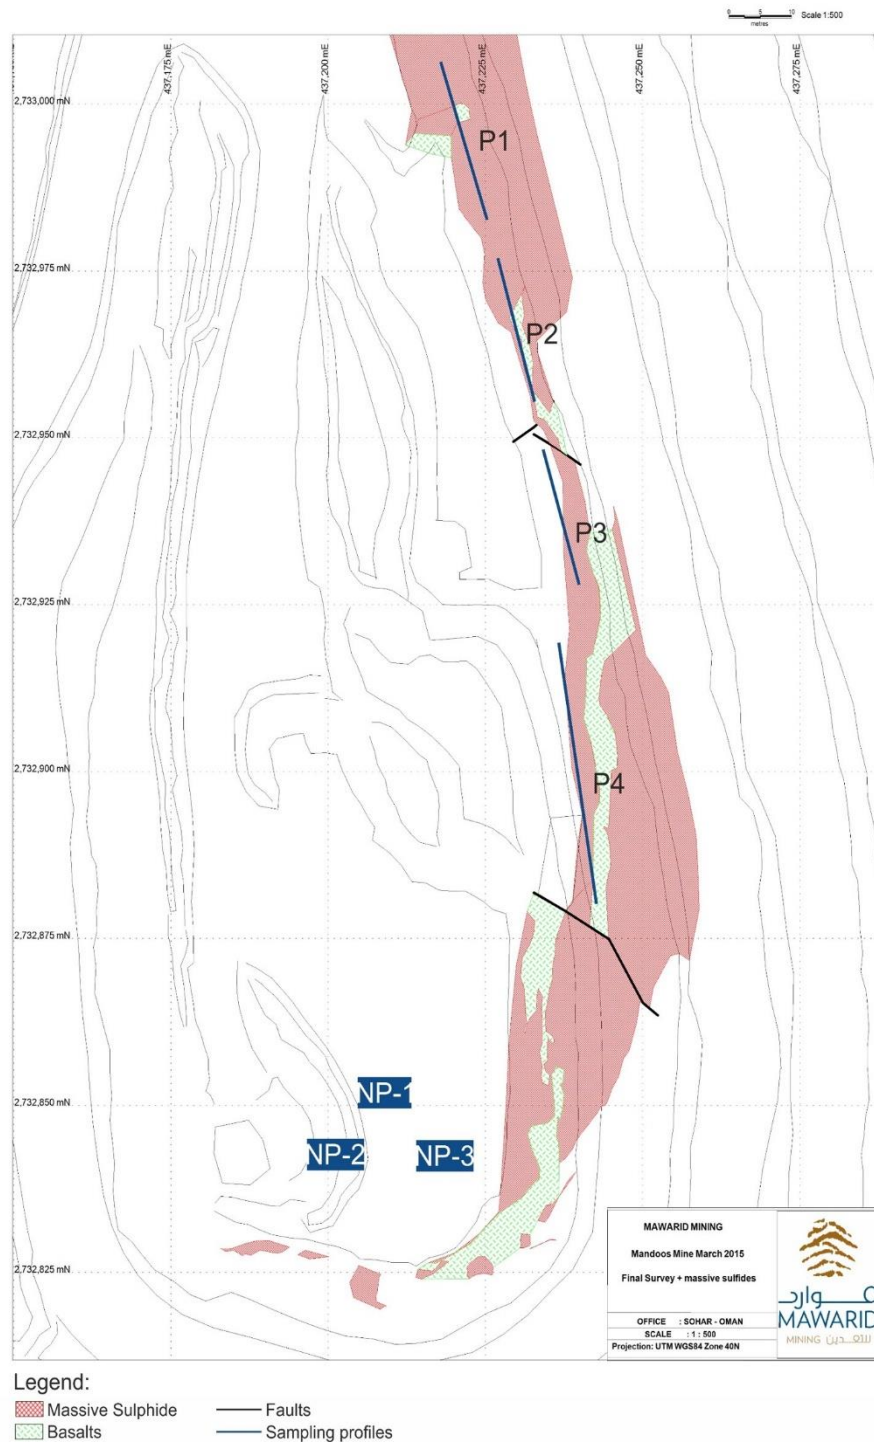 0 5 10 Scale 1:500
metres
437,175 mE
437,200 mE
437,225 mE
437,250 mE
437,275 mE
2,733,000 mN
P1
2,732,975 mN
P2
2,732,950 mN
P3
2,732,925 mN
2,732,900 mN
P4
2,732,875 mN
2,732,850 mN
NP-1
NP-2
NP-3
2,732,825 mN
MAWARID MINING
Mandoos Mine March 2015
Final Survey + massive sulfides
OFFICE : SOHAR - OMAN
SCALE : 1 : 500
Projection: UTM WGS84 Zone 40N
MAWARID
MINING
Legend:
Massive Sulphide
Faults
Basalts
Sampling profiles